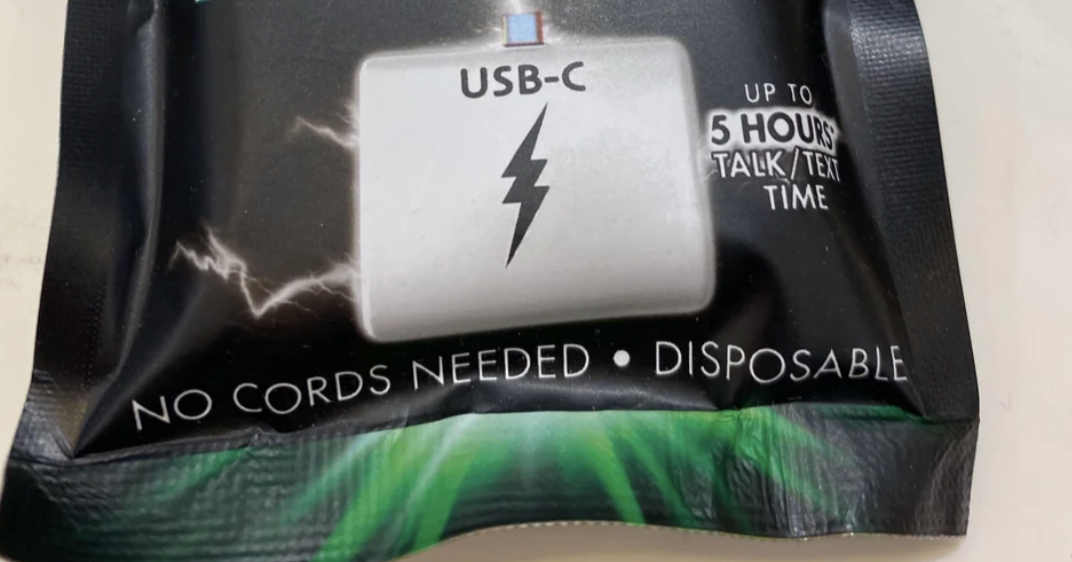 USB-C
UP TO
5 HOURS*
TALK/TEXT
TIME
NO CORDS NEEDED • DISPOSABLE